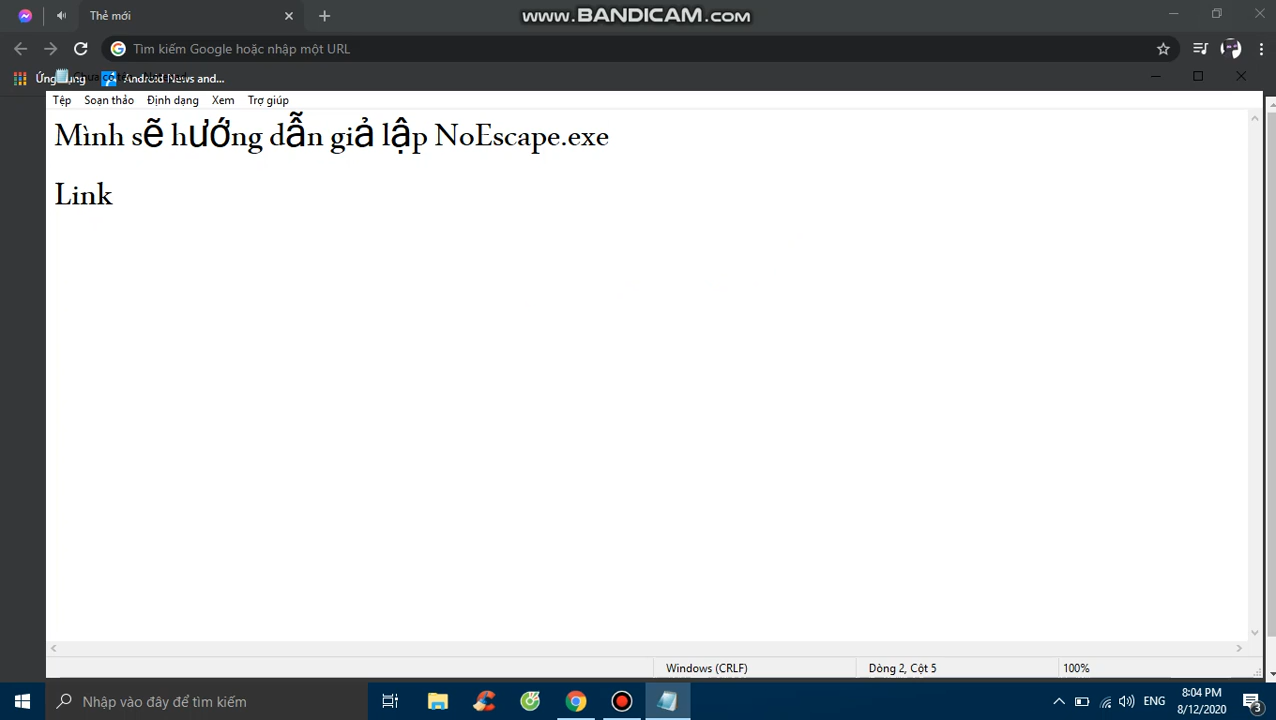 www.BANDICAM.com
Thẻ mới
Tìm kiếm Google hoặc nhập một URL
Android News and...
Tệp Soạn thảo Định dạng Xem Trợ giúp
Mình sẽ hướng dẫn giả lập NoEscape.exe
Link
Windows (CRLF) Dòng 2, Cột 5 100%
Nhập vào đây để tìm kiếm
ENG
8:04 PM
8/12/2020
3